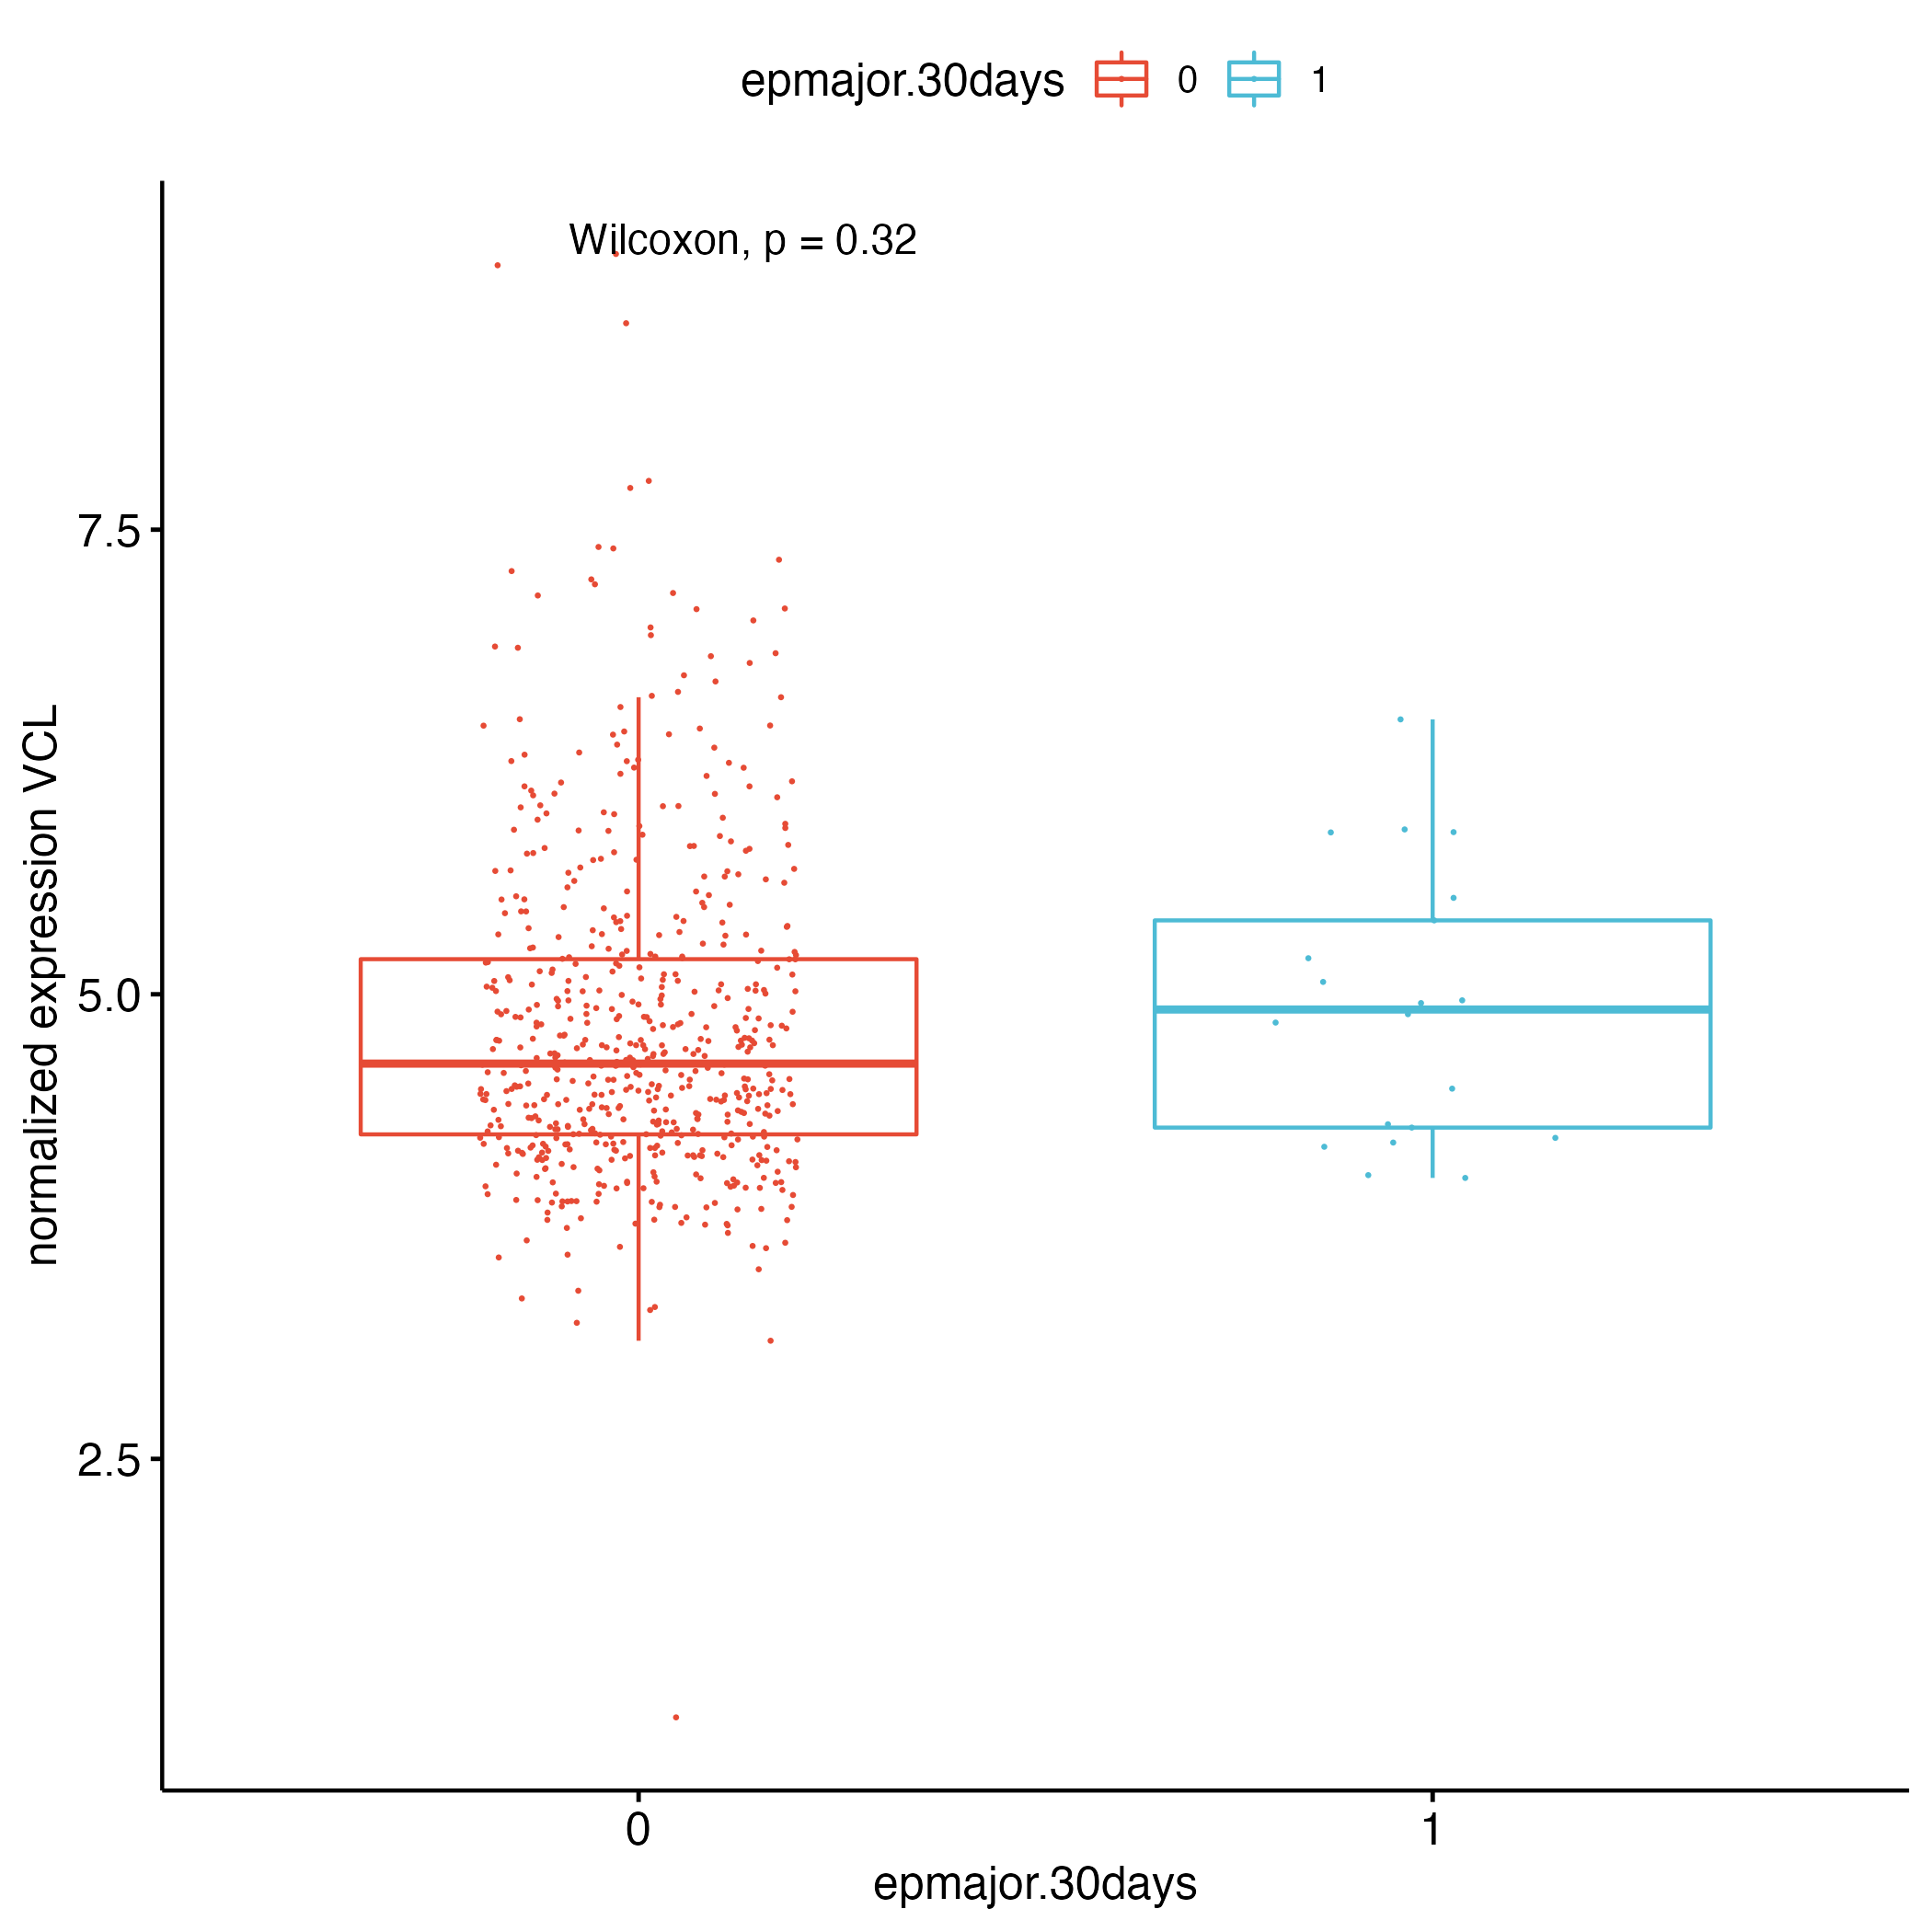 epmajor.30days 0 1
Wilcoxon, p = 0.32
normalized expression VCL
7.5
5.0
2.5
0 1
epmajor.30days